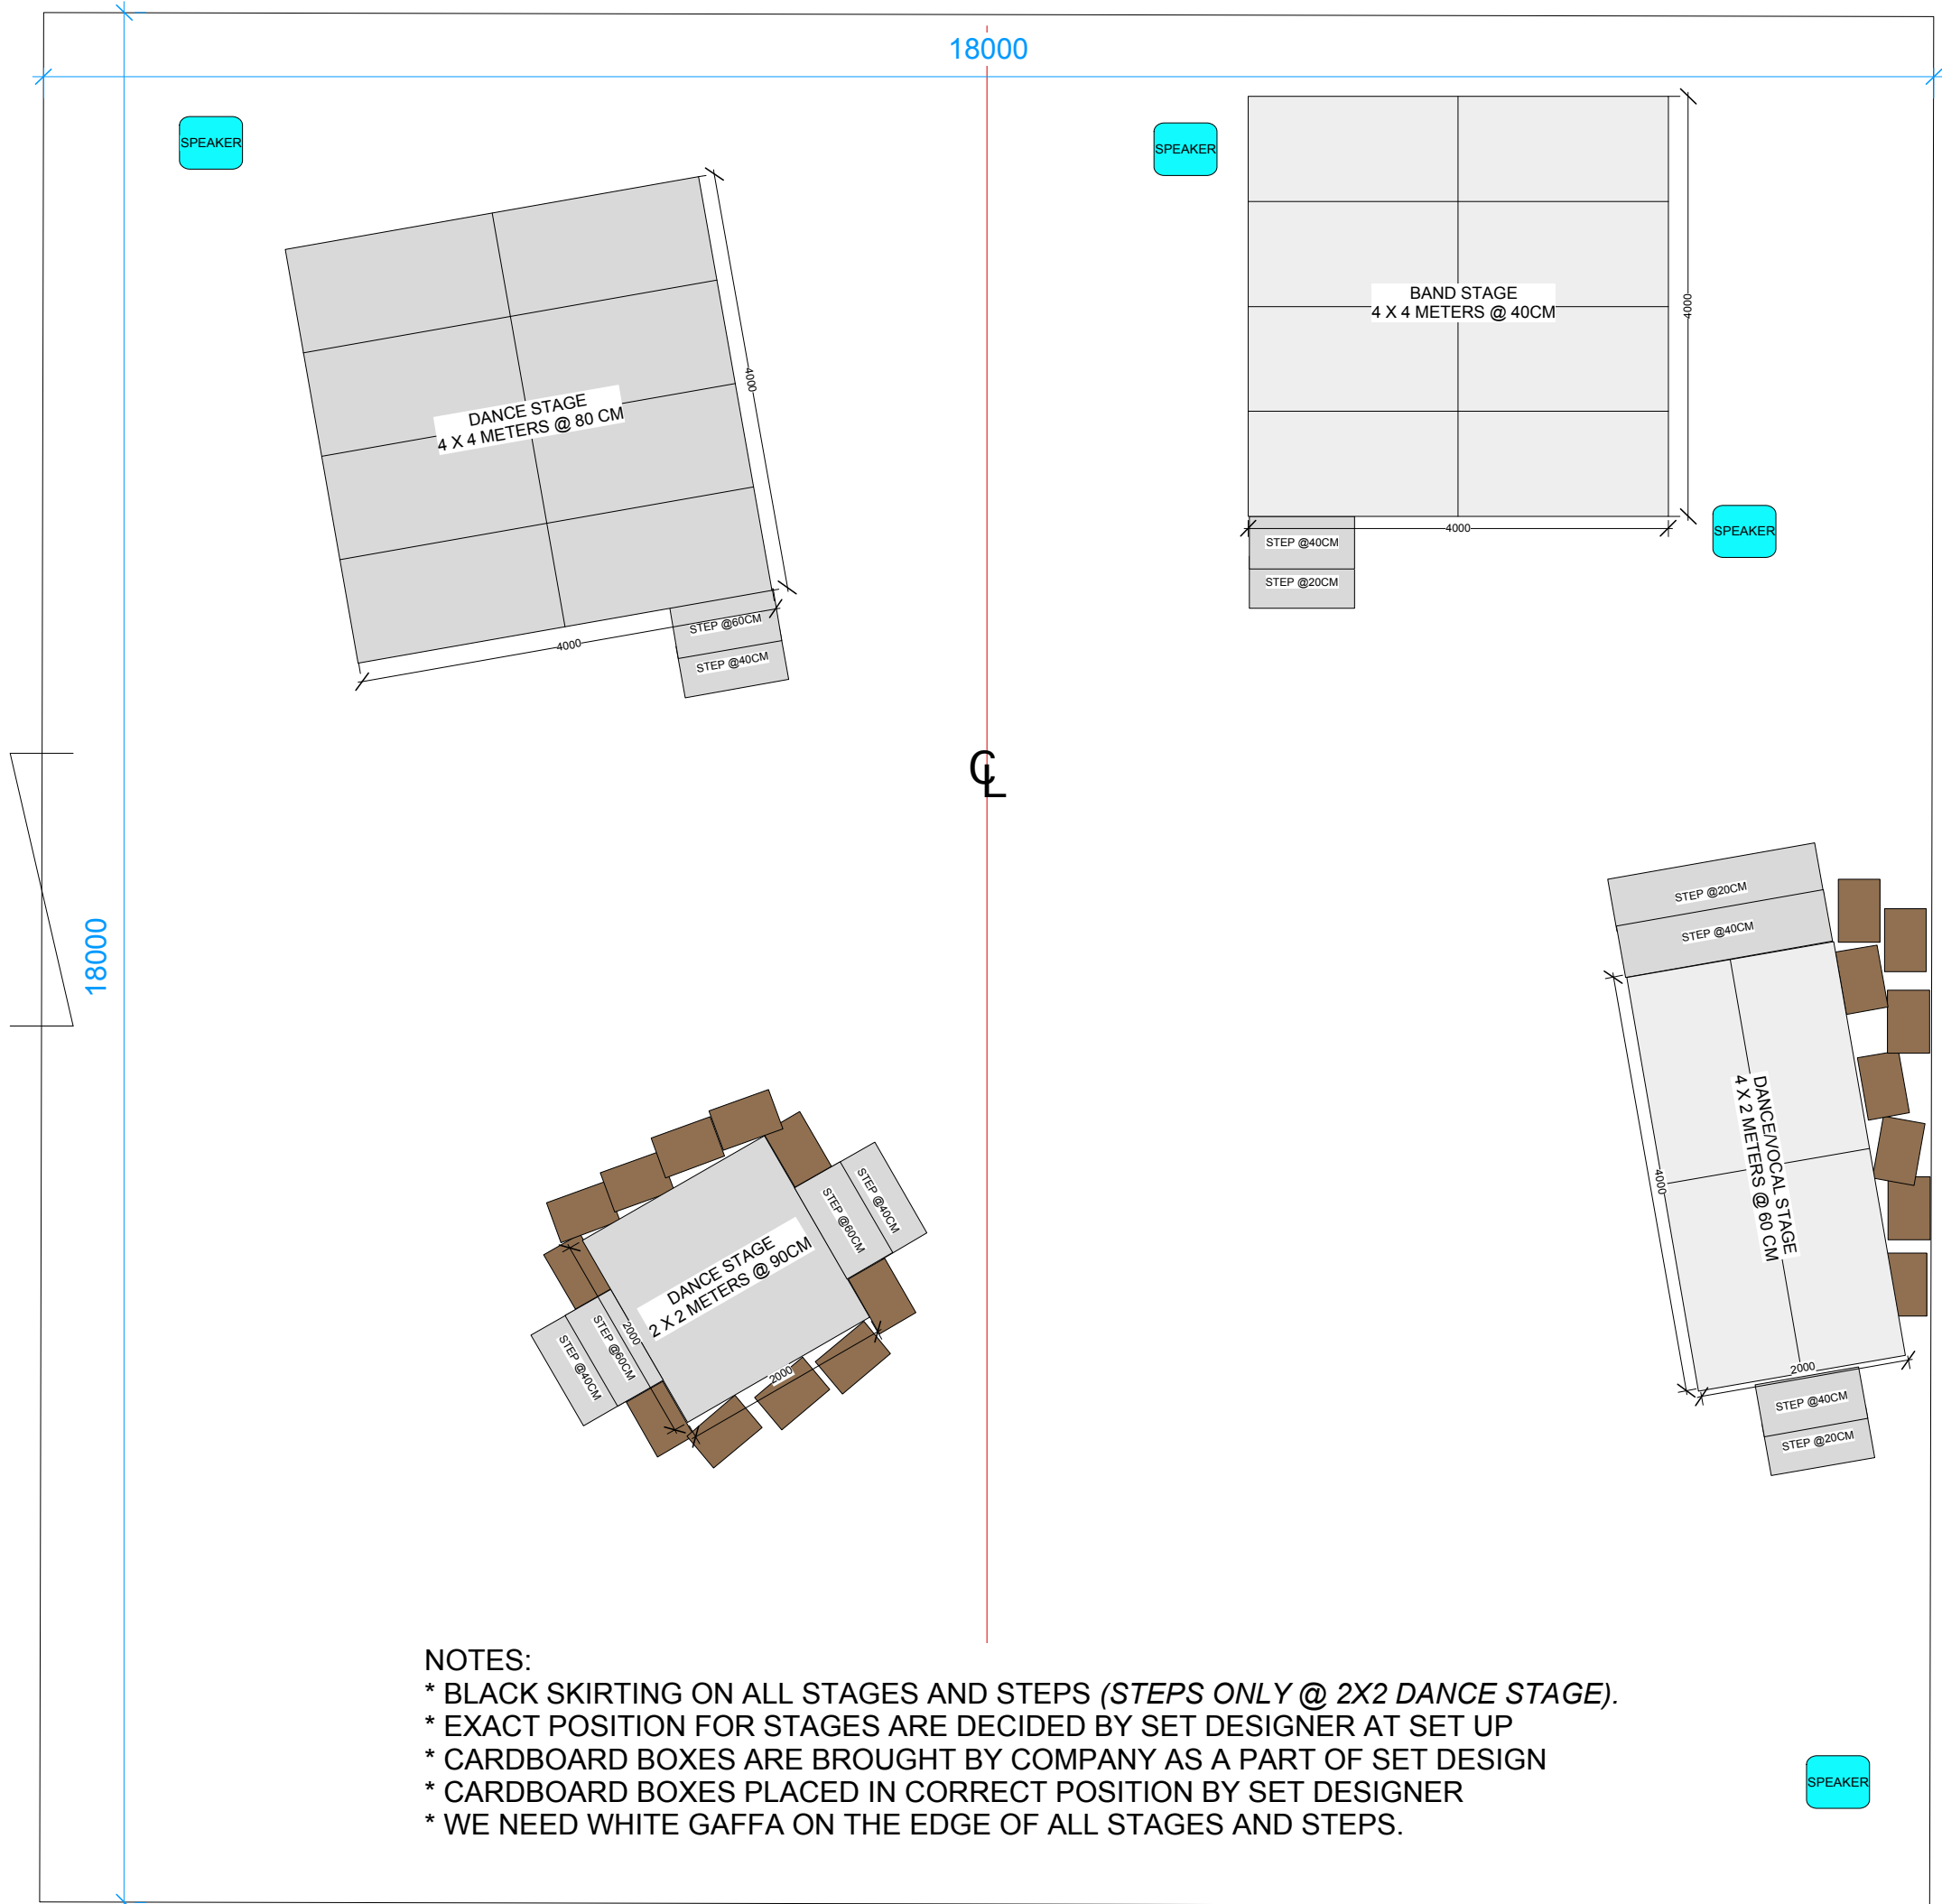 18000
SPEAKER
SPEAKER
BAND STAGE
4 X 4 METERS @ 40CM
4000
4000
DANCE STAGE
4 X 4 METERS @ 80 CM
4000
4000
SPEAKER
STEP @40CM
STEP @20CM
STEP @60CM
STEP @40CM
CL
18000
STEP @20CM
STEP @40CM
DANCE/VOCAL STAGE
4 X 2 METERS @ 60 CM
4000
2000
STEP @40CM
STEP @20CM
STEP @40CM
STEP @60CM
DANCE STAGE
2 X 2 METERS @ 90CM
2000
2000
STEP @60CM
STEP @40CM
NOTES:
* BLACK SKIRTING ON ALL STAGES AND STEPS (STEPS ONLY @ 2X2 DANCE STAGE).
* EXACT POSITION FOR STAGES ARE DECIDED BY SET DESIGNER AT SET UP
* CARDBOARD BOXES ARE BROUGHT BY COMPANY AS A PART OF SET DESIGN
* CARDBOARD BOXES PLACED IN CORRECT POSITION BY SET DESIGNER
* WE NEED WHITE GAFFA ON THE EDGE OF ALL STAGES AND STEPS.
SPEAKER